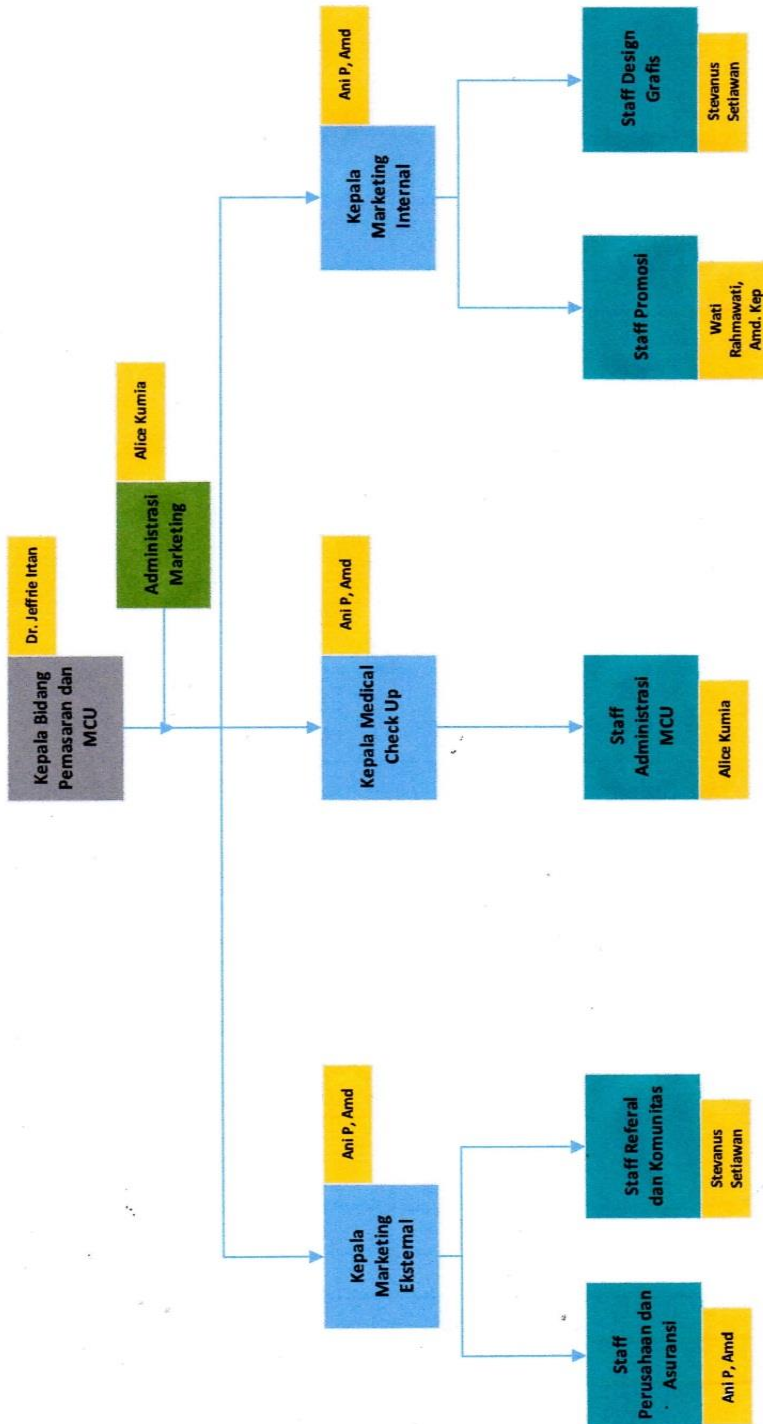 Kepala Bidang
Pemasaran dan
MCU
Dr. Jeffrie Irtan
Administrasi
Marketing
Alice Kumia
Kepala
Marketing
Eksternal
Ani P, Amd
Kepala Medical
Check Up
Ani P, Amd
Kepala
Marketing
Internal
Ani P, Amd
Staff
Perusahaan dan
Asuransi
Ani P, Amd
Staff Referal
dan Komunitas
Stevanus
Setiawan
Staff
Administrasi
MCU
Alice Kumia
Staff Promosi
Wati
Rahmawati,
Amd. Kep
Staff Design
Grafis
Stevanus
Setiawan